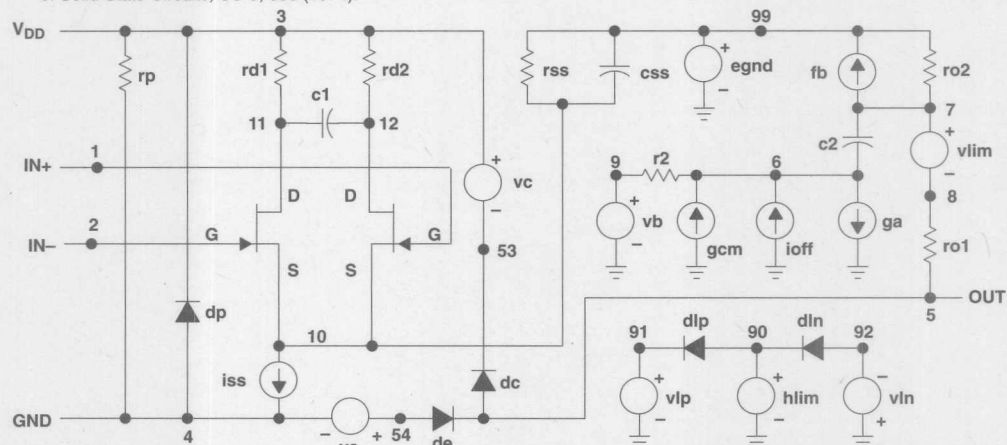 3
99
VDD
rp
rd1
rd2
rss
css
egnd
fb
ro2
c1
11
12
7
1
IN+
c2
vlim
9
r2
6
vc
8
2
IN–
D
D
G
G
vb
gcm
ioff
ga
53
ro1
S
S
dp
OUT
5
10
91
dlp
90
dln
92
iss
dc
vlp
hlim
vln
GND
4
54
de